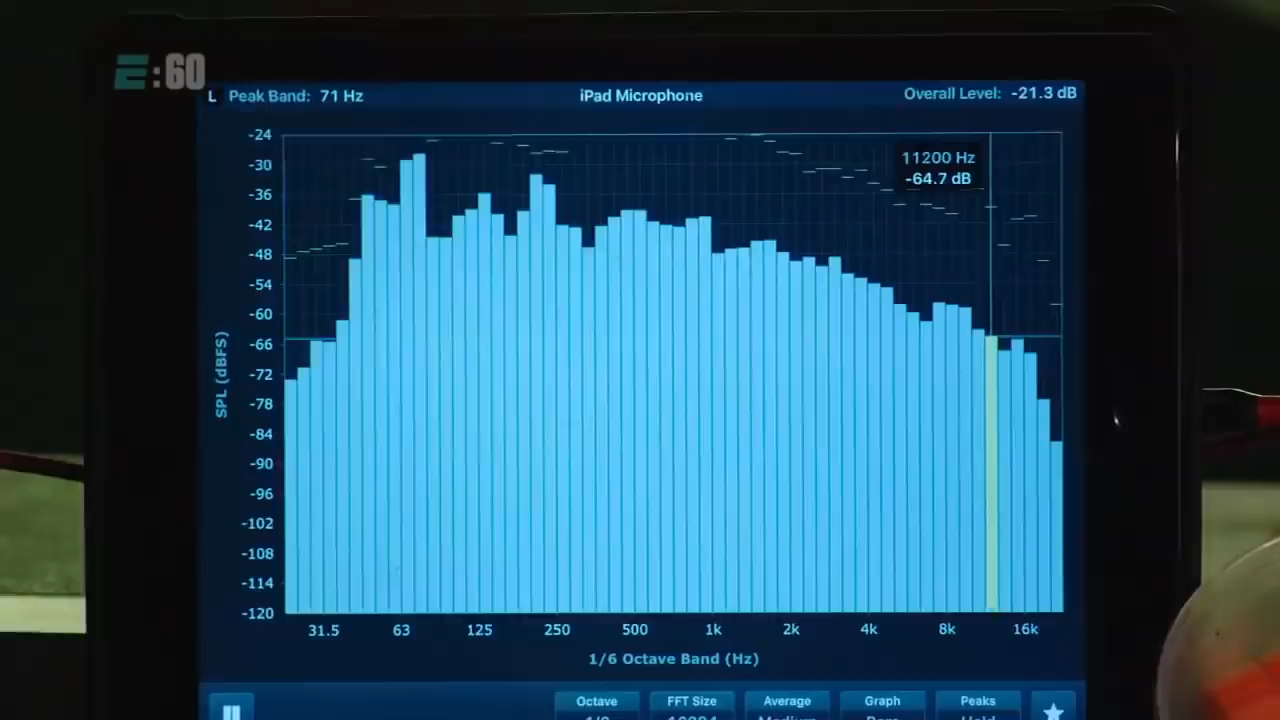 E:60
L Peak Band: 71 Hz iPad Microphone Overall Level: -21.3 dB
-24
-30
-36
-42
-48
-54
-60
-66
-72
-78
-84
-90
-96
-102
-108
-114
-120
SPL (dBFS)
11200 Hz
-64.7 dB
31.5 63 125 250 500 1k 2k 4k 8k 16k
1/6 Octave Band (Hz)
Octave FFT Size Average Graph Peaks